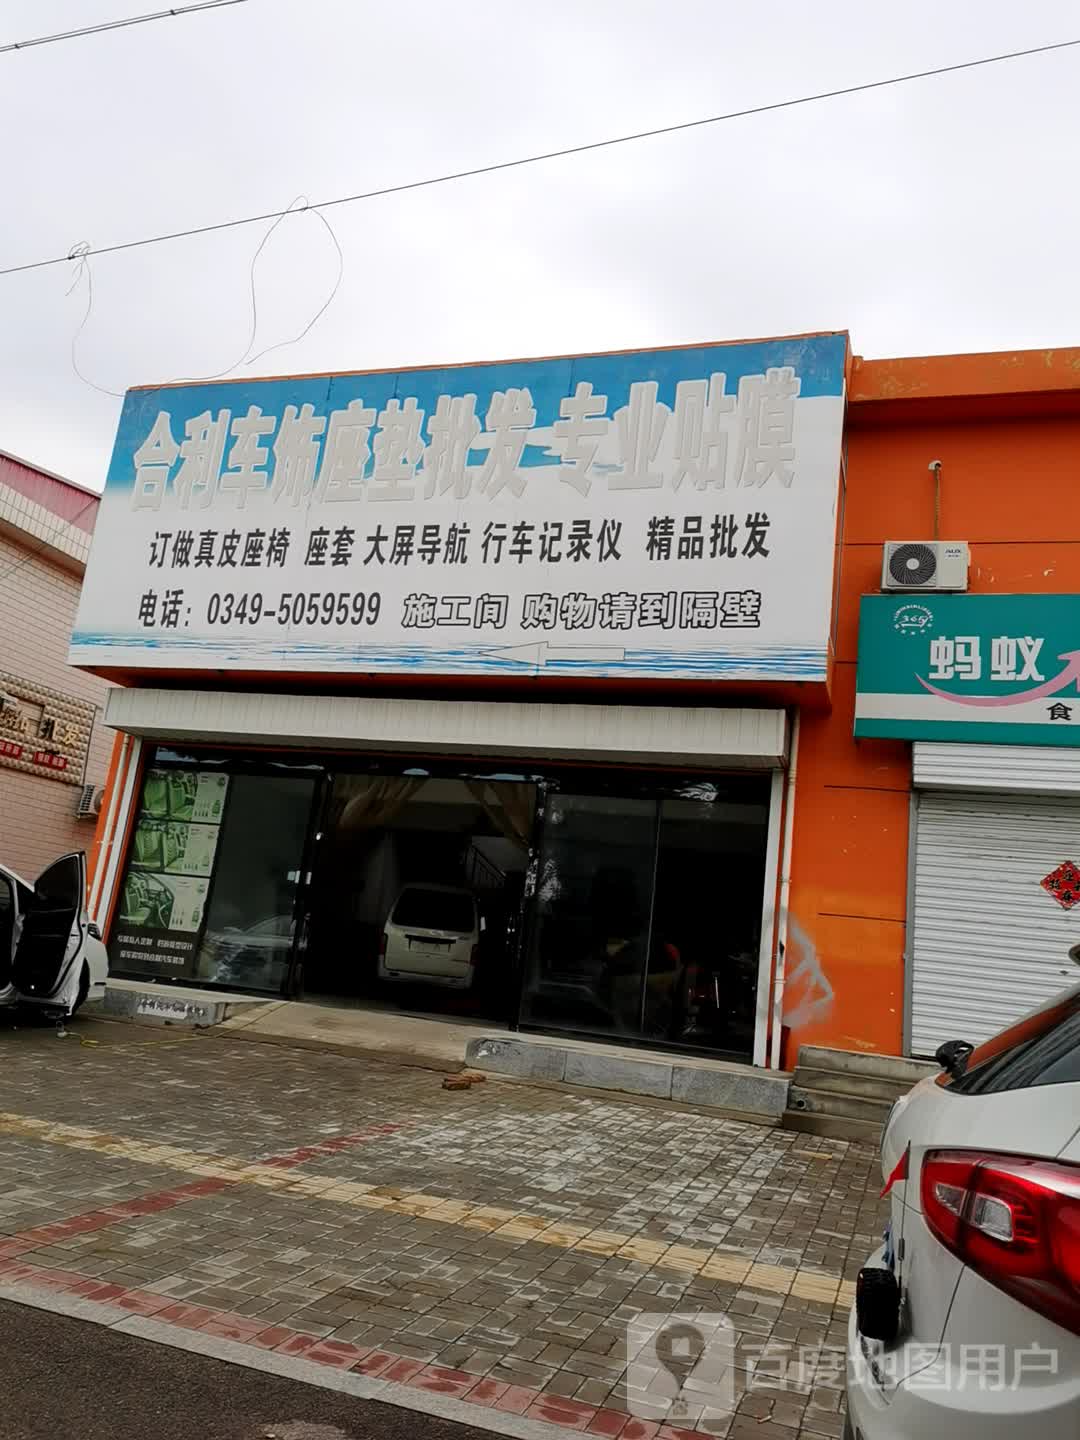 合利车饰座垫批发 专业贴膜
订做真皮座椅 座套 大屏导航 行车记录仪 精品批发
电话：0349-5059599 施工间 购物请到隔壁
AUX
365
蚂蚁
食
百度地图用户